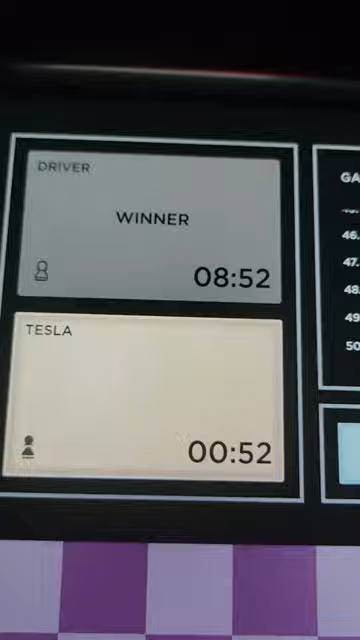 DRIVER
WINNER
08:52
TESLA
00:52
GA
46.
47.
48.
49
50